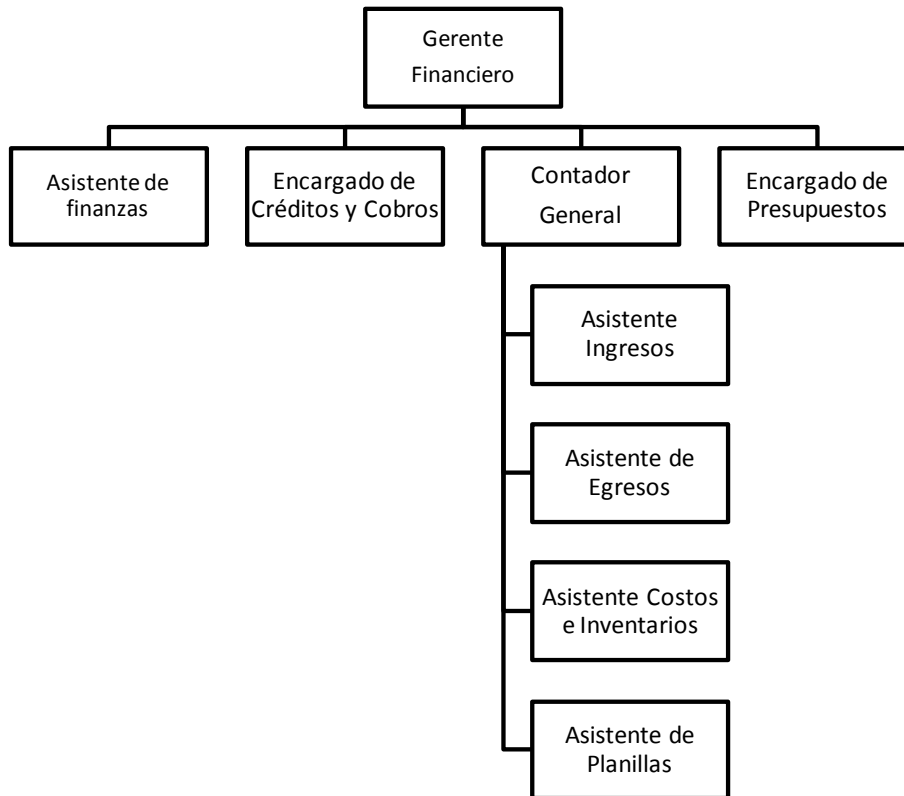 Gerente
Financiero
Asistente de
finanzas
Encargado de
Créditos y Cobros
Contador
General
Encargado de
Presupuestos
Asistente
Ingresos
Asistente de
Egresos
Asistente Costos
e Inventarios
Asistente de
Planillas